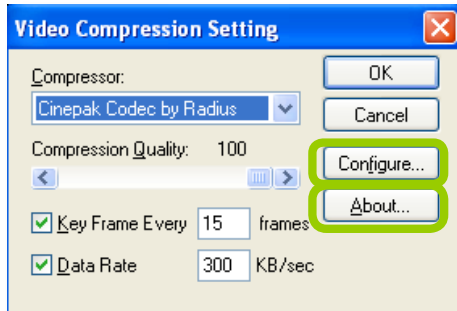 Video Compression Setting
Compressor:
Cinepak Codec by Radius
Compression Quality: 100
Key Frame Every 15 frames
Data Rate 300 KB/sec
OK
Cancel
Configure...
About...